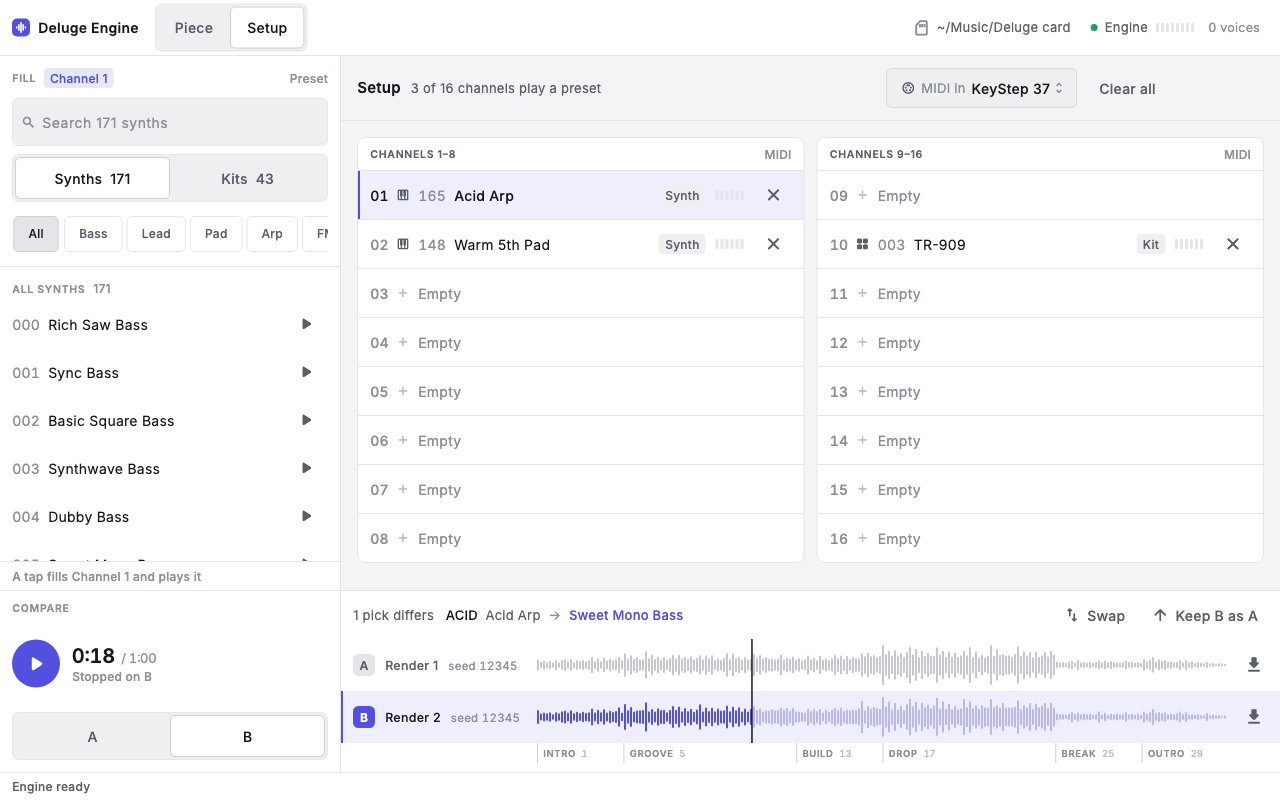 Deluge Engine
Piece
Setup
~/Music/Deluge card
Engine
0 voices
FILL
Channel 1
Preset
Search 171 synths
Synths 171
Kits 43
All
Bass
Lead
Pad
Arp
ALL SYNTHS 171
000 Rich Saw Bass
001 Sync Bass
002 Basic Square Bass
003 Synthwave Bass
004 Dubby Bass
A tap fills Channel 1 and plays it
Setup 3 of 16 channels play a preset
MIDI in KeyStep 37
Clear all
CHANNELS 1–8
MIDI
01 165 Acid Arp Synth
02 148 Warm 5th Pad Synth
03 + Empty
04 + Empty
05 + Empty
06 + Empty
07 + Empty
08 + Empty
CHANNELS 9–16
MIDI
09 + Empty
10 003 TR-909 Kit
11 + Empty
12 + Empty
13 + Empty
14 + Empty
15 + Empty
16 + Empty
COMPARE
0:18 / 1:00
Stopped on B
A
B
1 pick differs ACID Acid Arp → Sweet Mono Bass
Swap
Keep B as A
A Render 1 seed 12345
B Render 2 seed 12345
INTRO 1
GROOVE 5
BUILD 13
DROP 17
BREAK 25
OUTRO 29
Engine ready